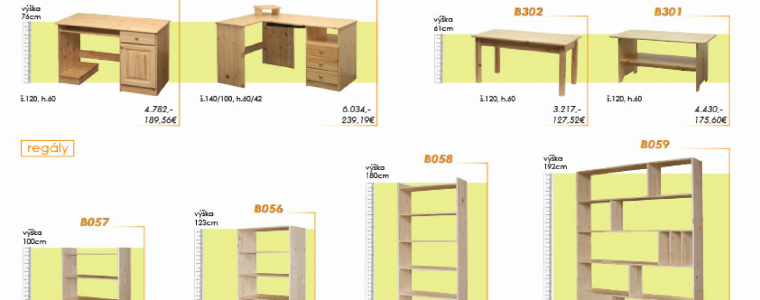 výška
76cm
š.120, h.60
4.782,-
189,56€
š.140/100, h.60/42
6.034,-
239,19€
B302
výška
61cm
š.120, h.60
3.217,-
127,52€
B301
š.120, h.60
4.430,-
175,60€
regály
B057
výška
100cm
B056
výška
123cm
B058
výška
180cm
B059
výška
192cm